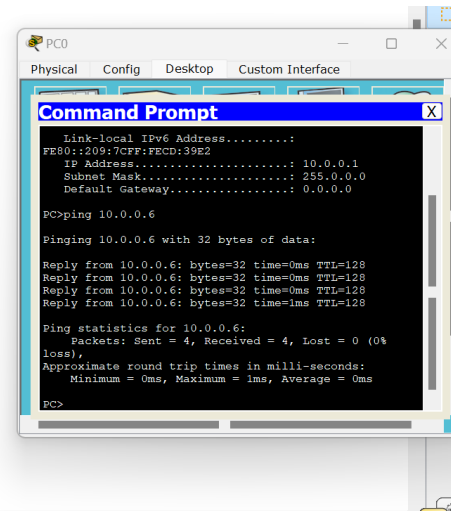 PC0
Physical Config Desktop Custom Interface
Command Prompt X
Link-local IPv6 Address.........:
FE80::209:7CFF:FECD:39E2
IP Address......................: 10.0.0.1
Subnet Mask.....................: 255.0.0.0
Default Gateway.................: 0.0.0.0
PC>ping 10.0.0.6
Pinging 10.0.0.6 with 32 bytes of data:
Reply from 10.0.0.6: bytes=32 time=0ms TTL=128
Reply from 10.0.0.6: bytes=32 time=0ms TTL=128
Reply from 10.0.0.6: bytes=32 time=0ms TTL=128
Reply from 10.0.0.6: bytes=32 time=1ms TTL=128
Ping statistics for 10.0.0.6:
Packets: Sent = 4, Received = 4, Lost = 0 (0%
loss),
Approximate round trip times in milli-seconds:
Minimum = 0ms, Maximum = 1ms, Average = 0ms
PC>